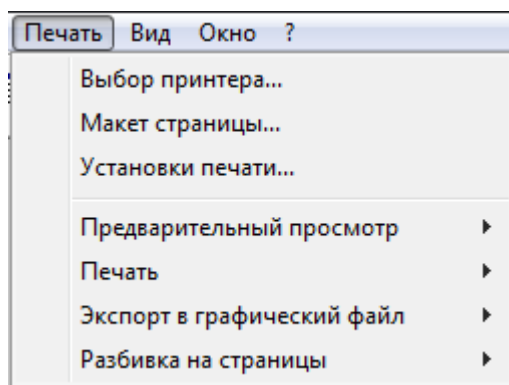 Печать Вид Окно ?
Выбор принтера...
Макет страницы...
Установки печати...
Предварительный просмотр
Печать
Экспорт в графический файл
Разбивка на страницы